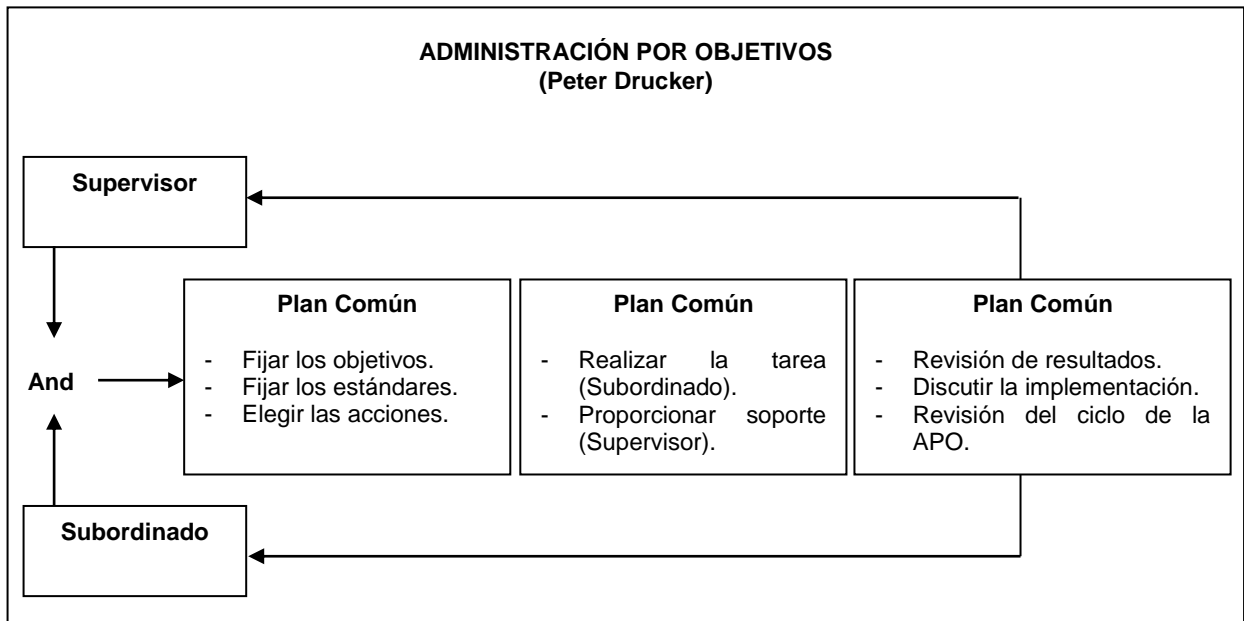 ADMINISTRACIÓN POR OBJETIVOS
(Peter Drucker)
Supervisor
Plan Común
- Fijar los objetivos.
- Fijar los estándares.
- Elegir las acciones.
Plan Común
- Realizar la tarea
(Subordinado).
- Proporcionar soporte
(Supervisor).
Plan Común
- Revisión de resultados.
- Discutir la implementación.
- Revisión del ciclo de la
APO.
And
Subordinado